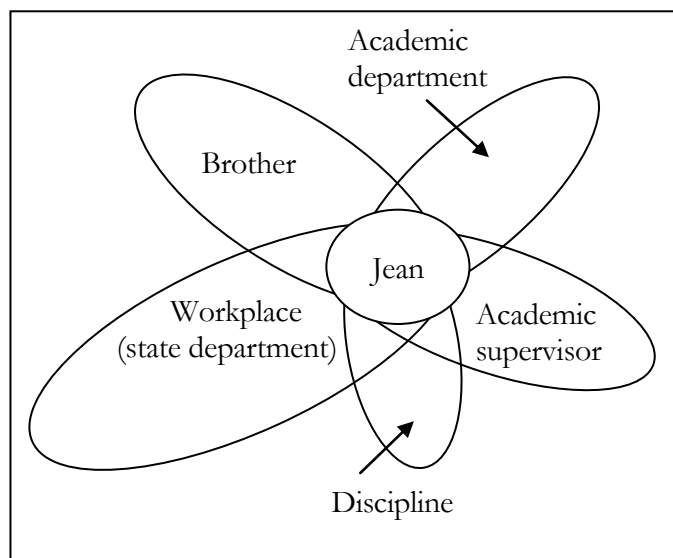 Academic
department
Brother
Jean
Workplace
(state department)
Academic
supervisor
Discipline